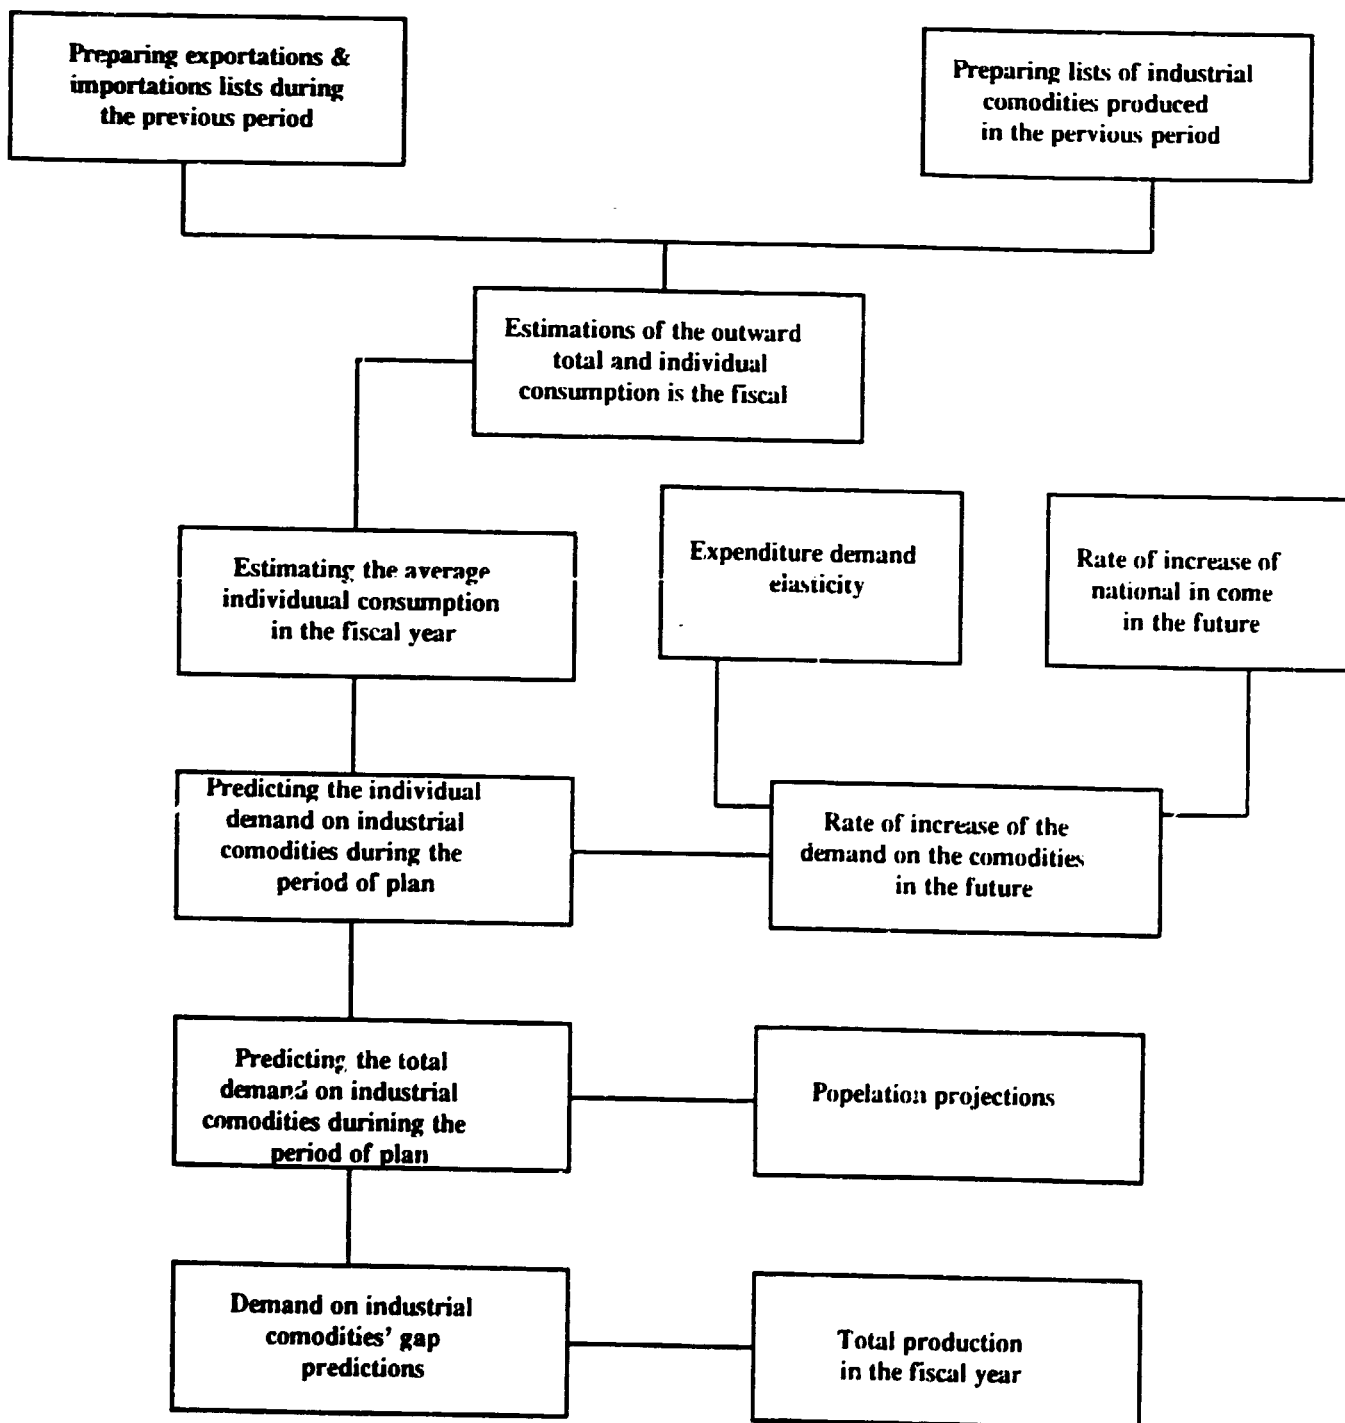 Preparing exportations &
importations lists during
the previous period
Preparing lists of industrial
comodities produced
in the pervious period
Estimations of the outward
total and individual
consumption is the fiscal
Estimating the average
individuual consumption
in the fiscal year
Expenditure demand
elasticity
Rate of increase of
national in come
in the future
Predicting the individual
demand on industrial
comodities during the
period of plan
Rate of increase of the
demand on the comodities
in the future
Predicting the total
demand on industrial
comodities durining the
period of plan
Popelation projections
Demand on industrial
comodities' gap
predictions
Total production
in the fiscal year